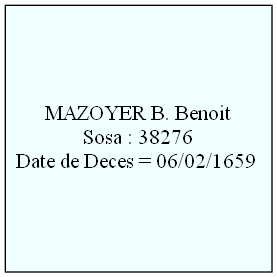 MAZOYER B. Benoit
Sosa : 38276
Date de Deces = 06/02/1659